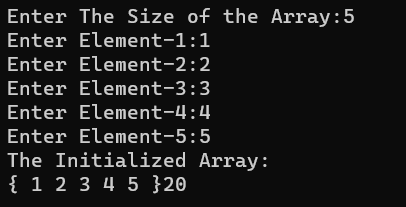 Enter The Size of the Array:5
Enter Element-1:1
Enter Element-2:2
Enter Element-3:3
Enter Element-4:4
Enter Element-5:5
The Initialized Array:
{ 1 2 3 4 5 }20